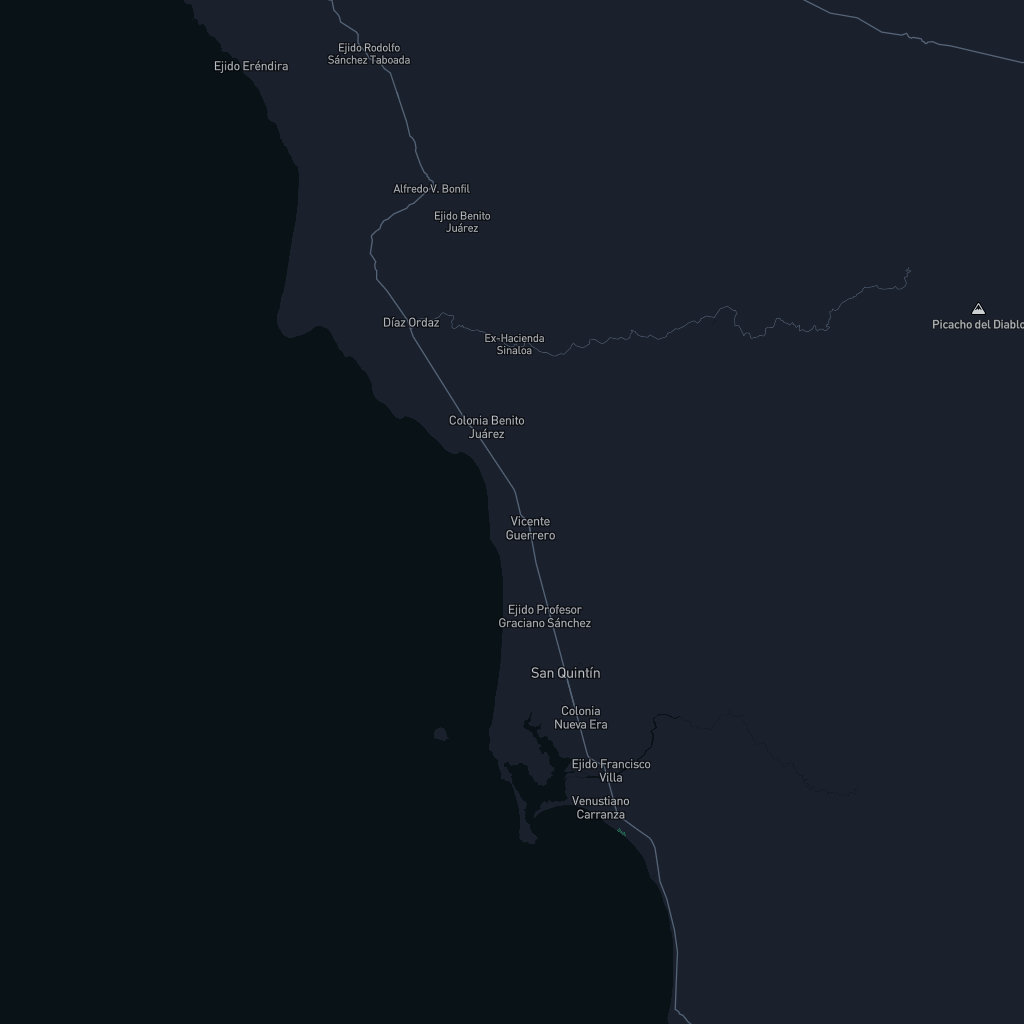 Ejido Rodolfo
Sánchez Taboada
Ejido Eréndira
Alfredo V. Bonfil
Ejido Benito
Juárez
Díaz Ordaz
Picacho del Diablo
Ex-Hacienda
Sinaloa
Colonia Benito
Juárez
Vicente
Guerrero
Ejido Profesor
Graciano Sánchez
San Quintín
Colonia
Nueva Era
Ejido Francisco
Villa
Venustiano
Carranza